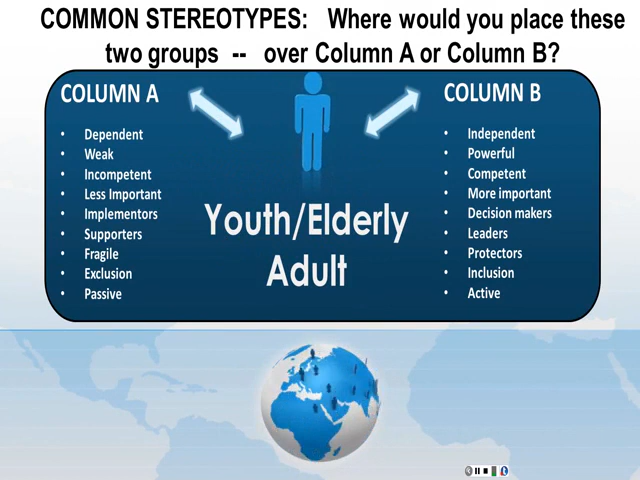 COMMON STEREOTYPES: Where would you place these
two groups -- over Column A or Column B?
COLUMN A
• Dependent
• Weak
• Incompetent
• Less Important
• Implementors
• Supporters
• Fragile
• Exclusion
• Passive
Youth/Elderly
Adult
COLUMN B
• Independent
• Powerful
• Competent
• More important
• Decision makers
• Leaders
• Protectors
• Inclusion
• Active